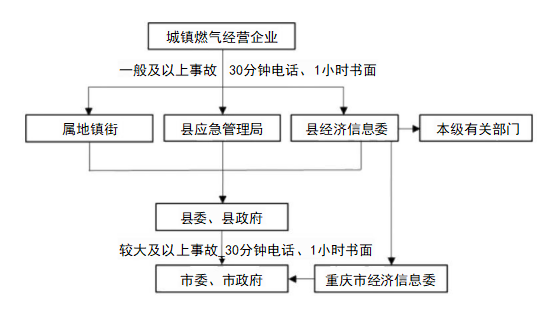 城镇燃气经营企业
一般及以上事故 30分钟电话、1小时书面
属地镇街
县应急管理局
县经济信息委
本级有关部门
县委、县政府
较大及以上事故 30分钟电话、1小时书面
市委、市政府
重庆市经济信息委